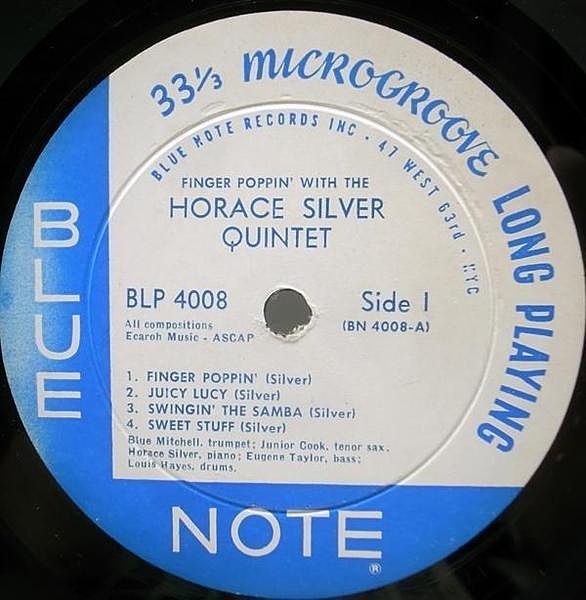 33⅓ MICROGROOVE LONG PLAYING
BLUE NOTE RECORDS INC · 47 WEST 63rd · NYC
FINGER POPPIN' WITH THE
HORACE SILVER
QUINTET
BLP 4008
Side 1
(BN 4008-A)
All compositions
Ecaroh Music - ASCAP
1. FINGER POPPIN' (Silver)
2. JUICY LUCY (Silver)
3. SWINGIN' THE SAMBA (Silver)
4. SWEET STUFF (Silver)
Blue Mitchell, trumpet; Junior Cook, tenor sax.
Horace Silver, piano; Eugene Taylor, bass;
Louis Hayes, drums.
BLUE
NOTE
®